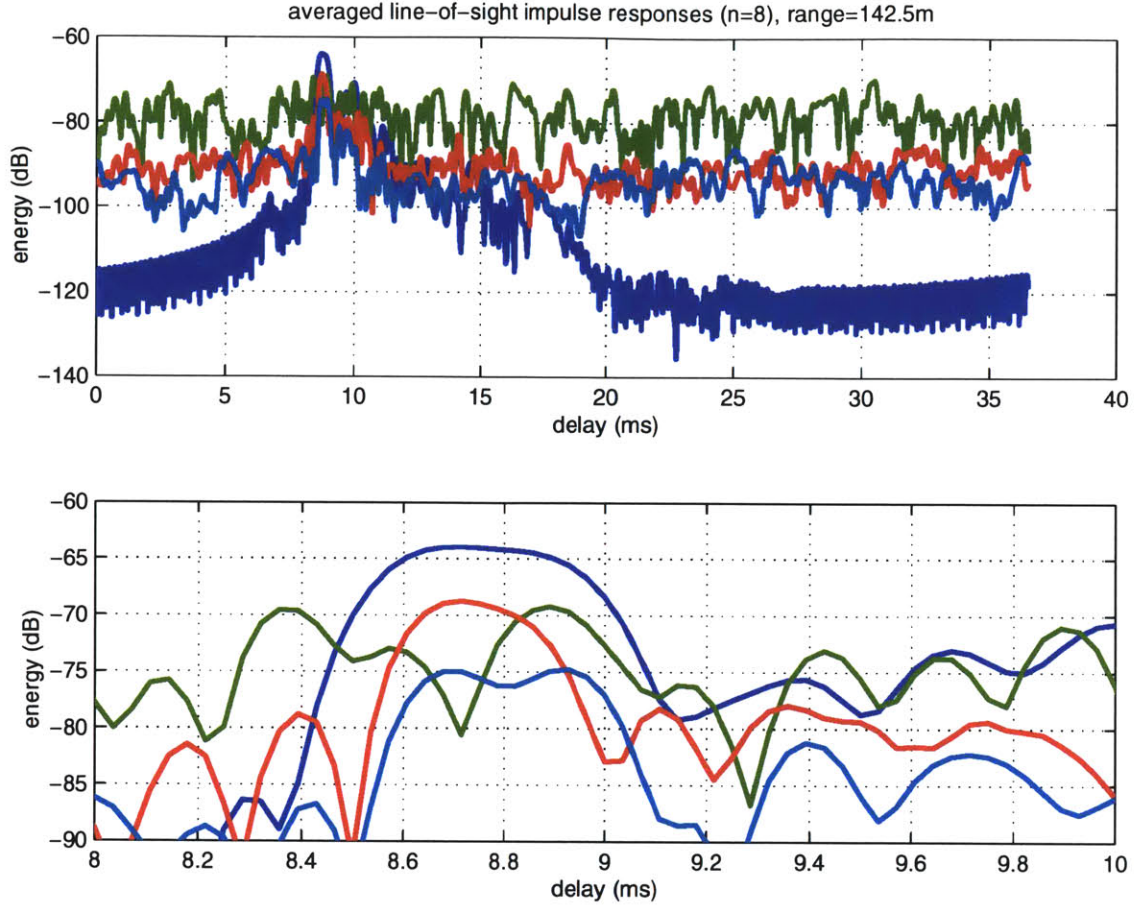 averaged line−of−sight impulse responses (n=8), range=142.5m
−60
−80
−100
−120
−140
energy (dB)
0 5 10 15 20 25 30 35 40
delay (ms)
−60
−65
−70
−75
−80
−85
−90
energy (dB)
8 8.2 8.4 8.6 8.8 9 9.2 9.4 9.6 9.8 10
delay (ms)